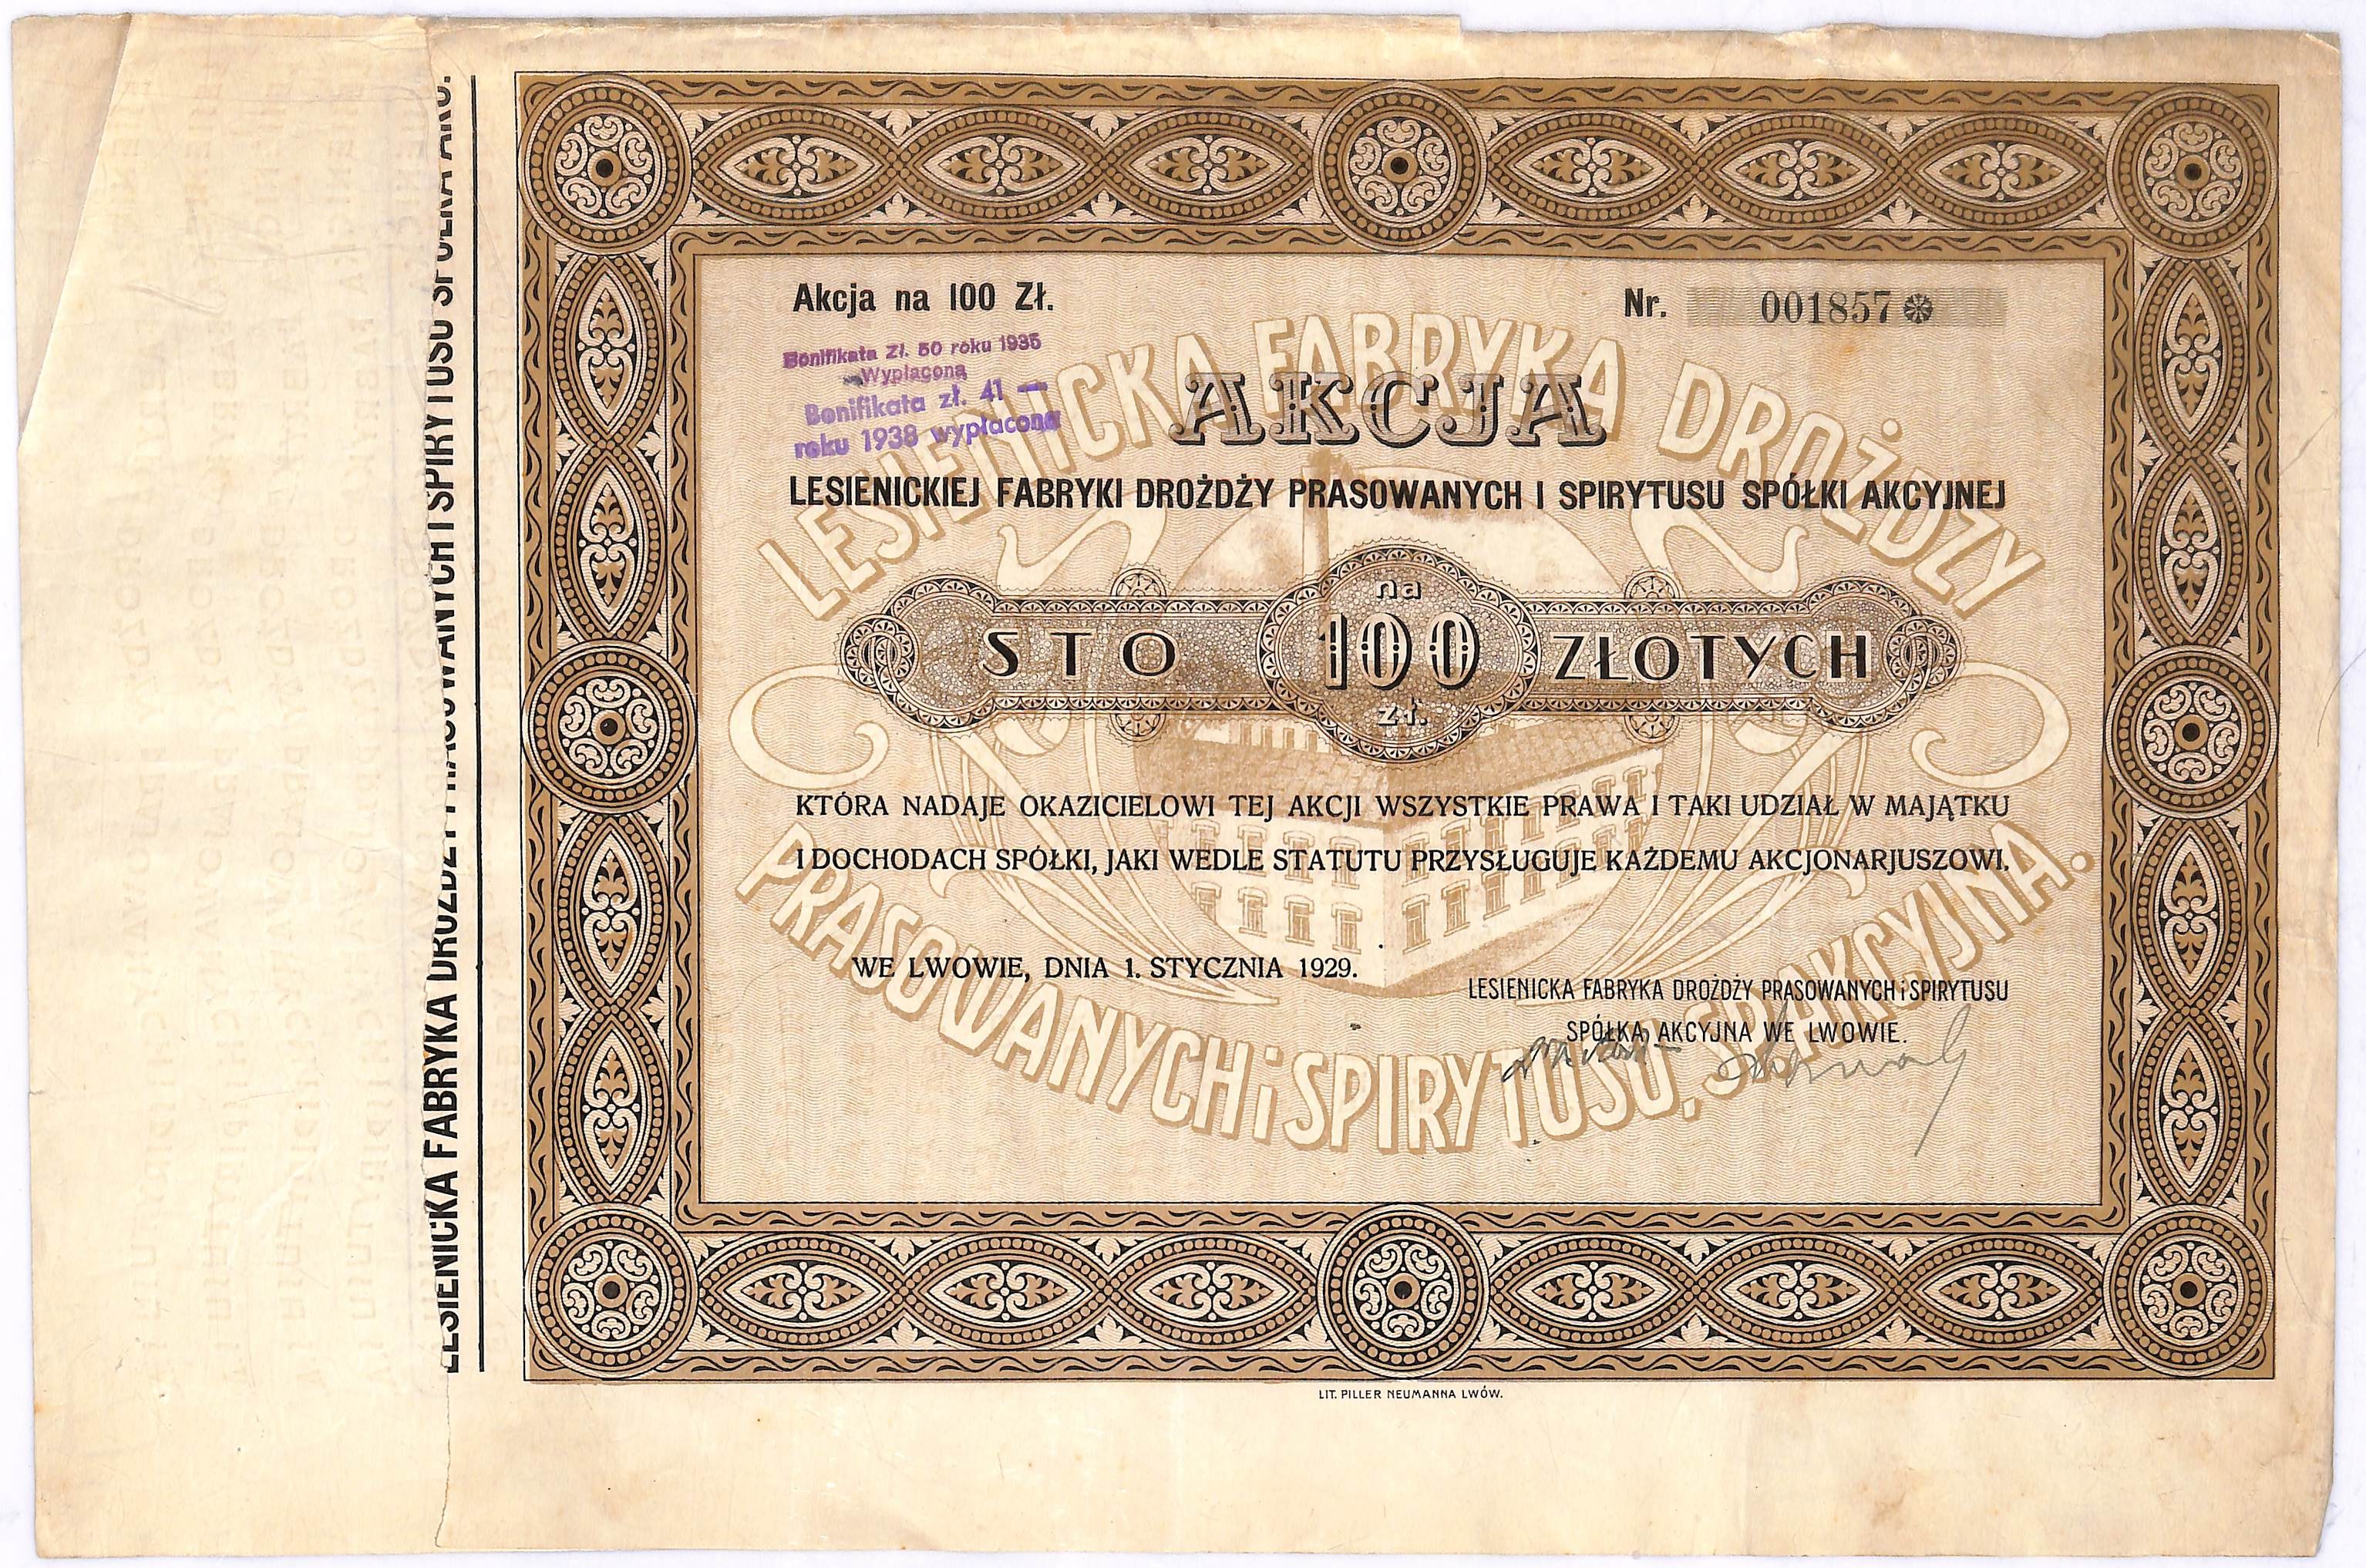 LESIENICKA FABRYKA DROŻDŻY PRASOWANYCH I SPIRYTUSU SPÓŁKA AKC.
Akcja na 100 Zł.
Nr. 001857
Bonifikata Zł. 50 roku 1935
Wypłacona
Bonifikata zł. 41 —
roku 1938 wypłacona
LESIENICKA FABRYKA DROŻDŻY
AKCJA
LESIENICKIEJ FABRYKI DROŻDŻY PRASOWANYCH I SPIRYTUSU SPÓŁKI AKCYJNEJ
na
STO 100 ZŁOTYCH
Zł.
KTÓRA NADAJE OKAZICIELOWI TEJ AKCJI WSZYSTKIE PRAWA I TAKI UDZIAŁ W MAJĄTKU
I DOCHODACH SPÓŁKI, JAKI WEDLE STATUTU PRZYSŁUGUJE KAŻDEMU AKCJONARJUSZOWI.
PRASOWANYCH i SPIRYTUSU, SP. AKCYJNA.
WE LWOWIE, DNIA 1. STYCZNIA 1929.
LESIENICKA FABRYKA DROŻDŻY PRASOWANYCH i SPIRYTUSU
SPÓŁKA AKCYJNA WE LWOWIE.
LIT. PILLER NEUMANNA LWÓW.